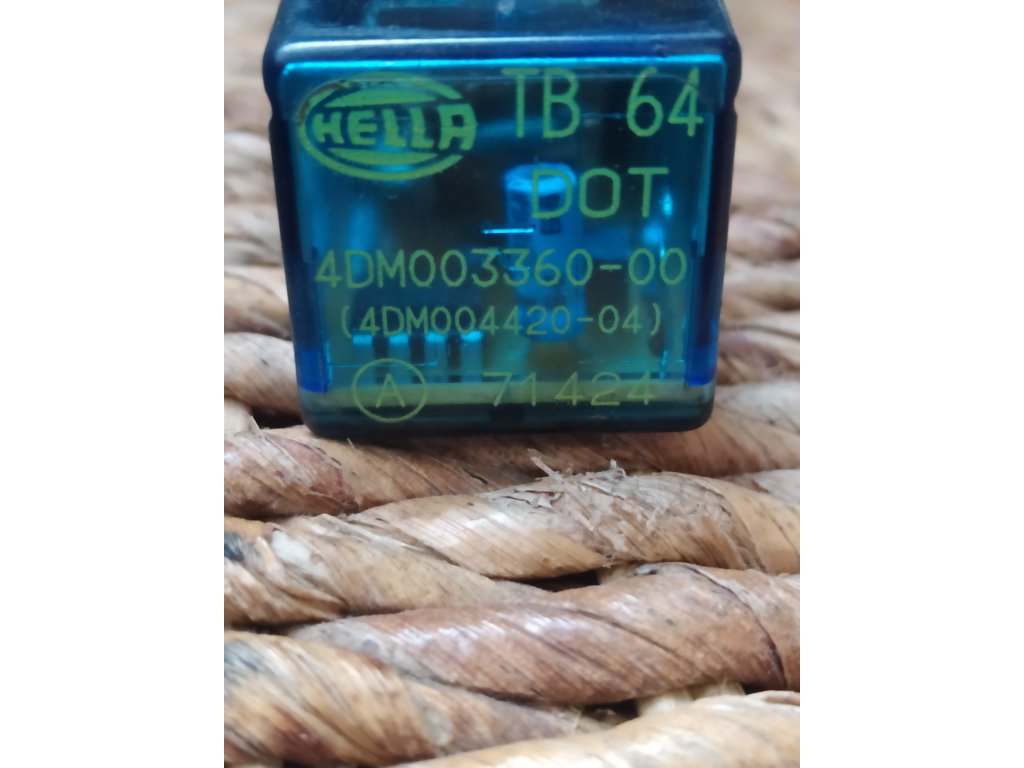 HELLA TB 64
DOT
4DM003360-00
(4DM004420-04)
A 71424